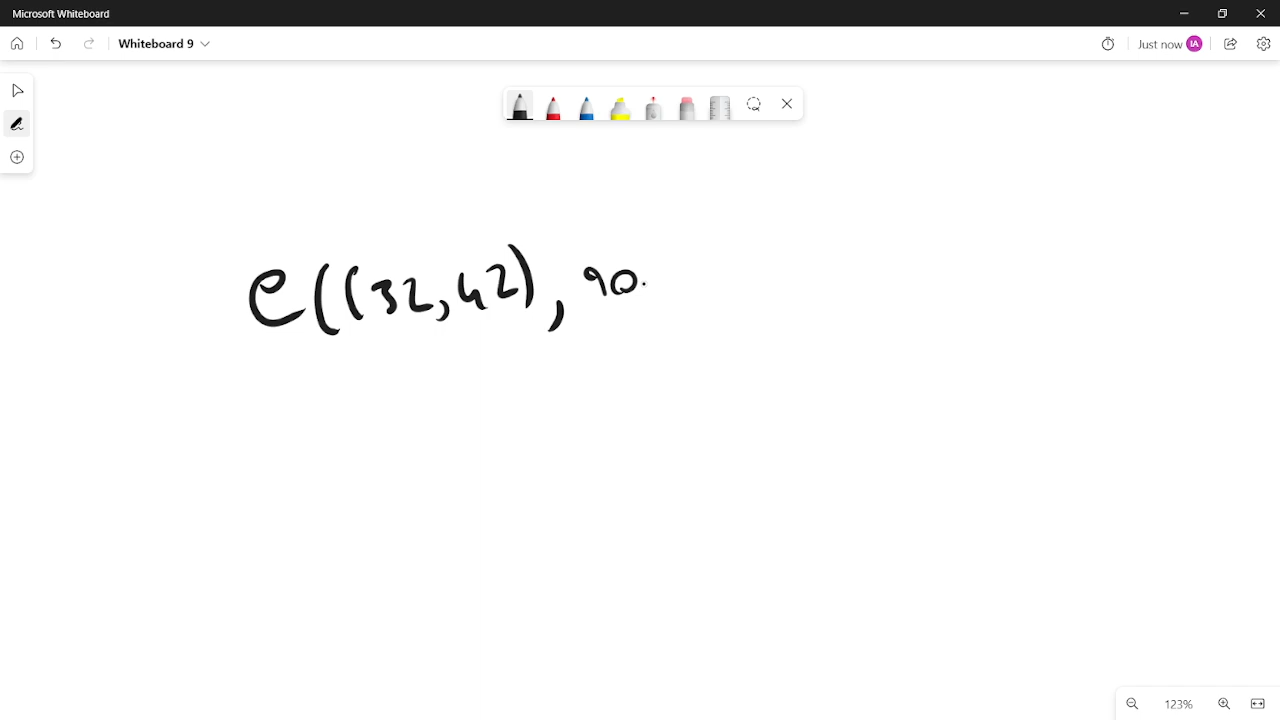 Microsoft Whiteboard
Whiteboard 9
Just now IA
e((32,42), 90.
123%